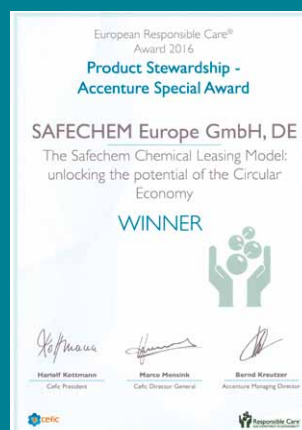 European Responsible Care®
Award 2016
Product Stewardship -
Accenture Special Award
SAFECHEM Europe GmbH, DE
The Safechem Chemical Leasing Model:
unlocking the potential of the Circular
Economy
WINNER
Hariolf Kottmann
Cefic President
Marco Mensink
Cefic Director General
Bernd Kreutzer
Accenture Managing Director
cefic
Responsible Care